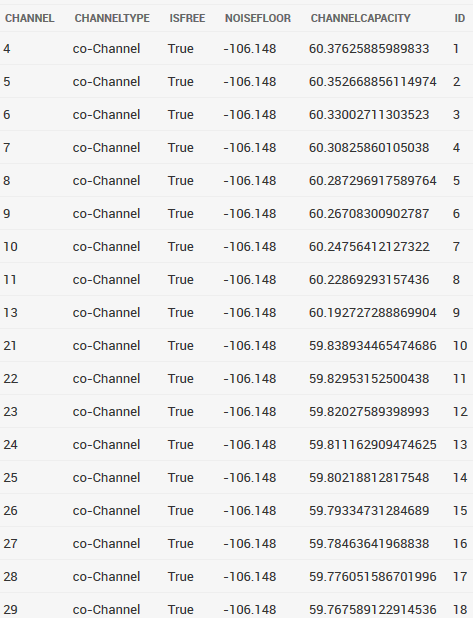 CHANNEL CHANNELTYPE ISFREE NOISEFLOOR CHANNELCAPACITY ID
4 co-Channel True -106.148 60.37625885989833 1
5 co-Channel True -106.148 60.352668856114974 2
6 co-Channel True -106.148 60.33002711303523 3
7 co-Channel True -106.148 60.30825860105038 4
8 co-Channel True -106.148 60.287296917589764 5
9 co-Channel True -106.148 60.26708300902787 6
10 co-Channel True -106.148 60.24756412127322 7
11 co-Channel True -106.148 60.22869293157436 8
13 co-Channel True -106.148 60.192727288869904 9
21 co-Channel True -106.148 59.838934465474686 10
22 co-Channel True -106.148 59.82953152500438 11
23 co-Channel True -106.148 59.82027589398993 12
24 co-Channel True -106.148 59.811162909474625 13
25 co-Channel True -106.148 59.80218812817548 14
26 co-Channel True -106.148 59.79334731284689 15
27 co-Channel True -106.148 59.78463641968838 16
28 co-Channel True -106.148 59.776051586701996 17
29 co-Channel True -106.148 59.767589122914536 18